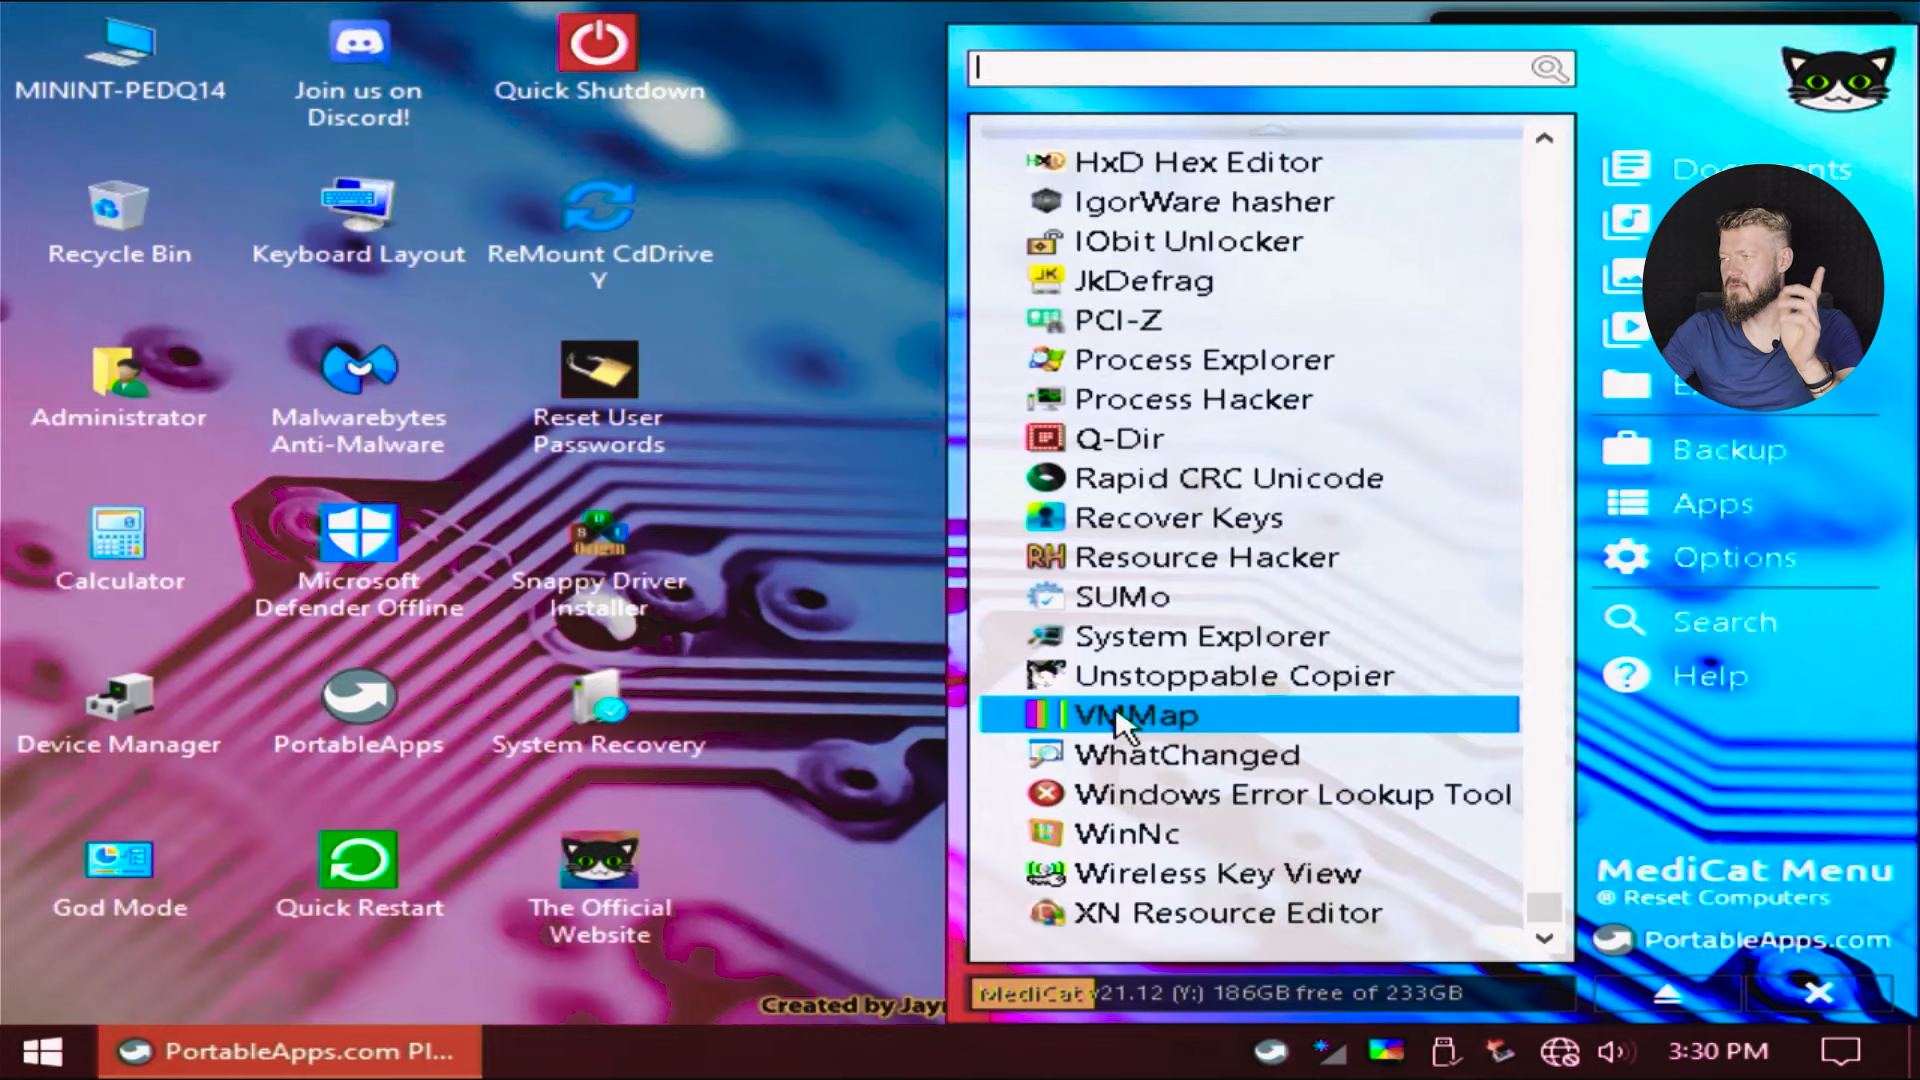 MININT-PEDQ14
Join us on
Discord!
Quick Shutdown
Recycle Bin
Keyboard Layout
ReMount CdDrive
Y
Administrator
Malwarebytes
Anti-Malware
Reset User
Passwords
Calculator
Microsoft
Defender Offline
Snappy Driver
Installer
Device Manager
PortableApps
System Recovery
God Mode
Quick Restart
The Official
Website
Created by Jay
HxD Hex Editor
IgorWare hasher
IObit Unlocker
JkDefrag
PCI-Z
Process Explorer
Process Hacker
Q-Dir
Rapid CRC Unicode
Recover Keys
Resource Hacker
SUMo
System Explorer
Unstoppable Copier
VMMap
WhatChanged
Windows Error Lookup Tool
WinNc
Wireless Key View
XN Resource Editor
MediCat v21.12 (Y:) 186GB free of 233GB
Backup
Apps
Options
Search
Help
MediCat Menu
® Reset Computers
PortableApps.com
PortableApps.com Pl...
3:30 PM